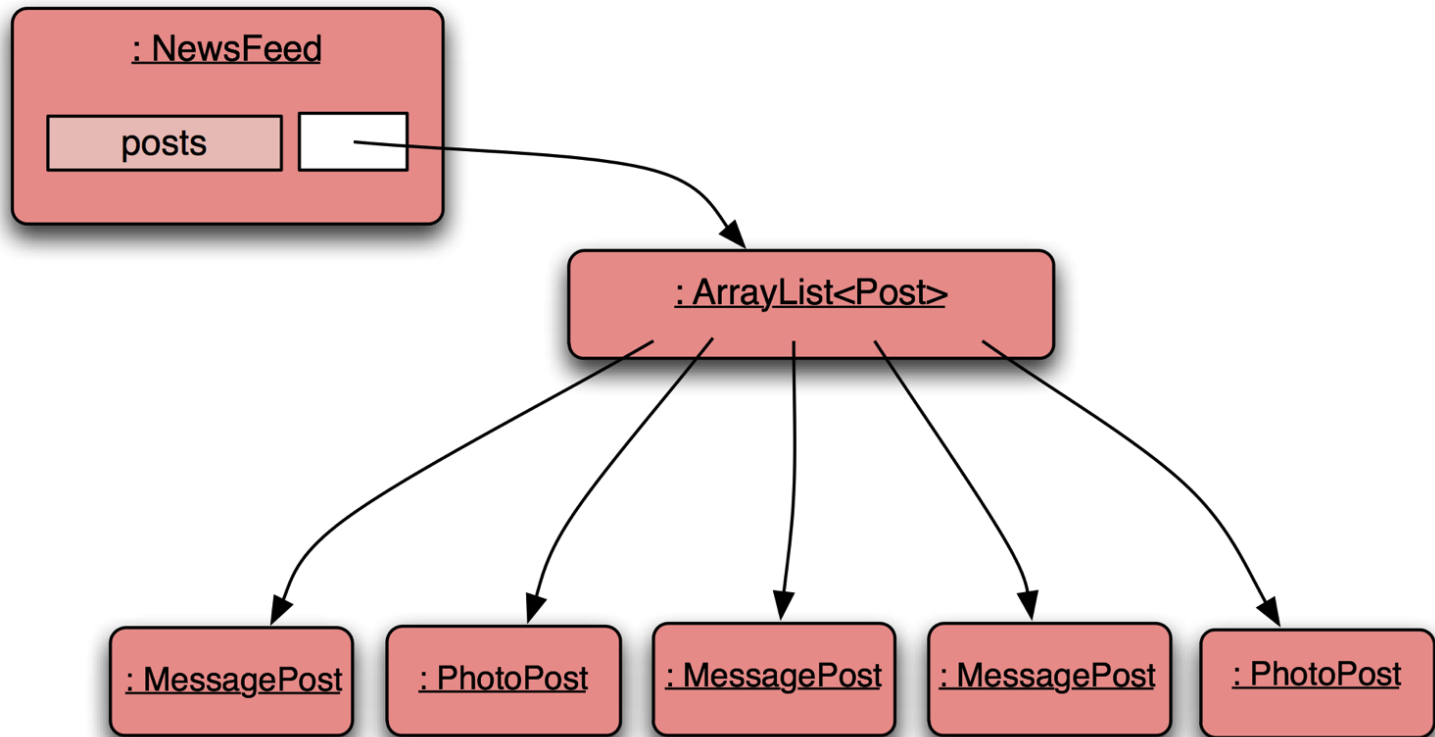 : NewsFeed
posts
: ArrayList<Post>
: MessagePost
: PhotoPost
: MessagePost
: MessagePost
: PhotoPost